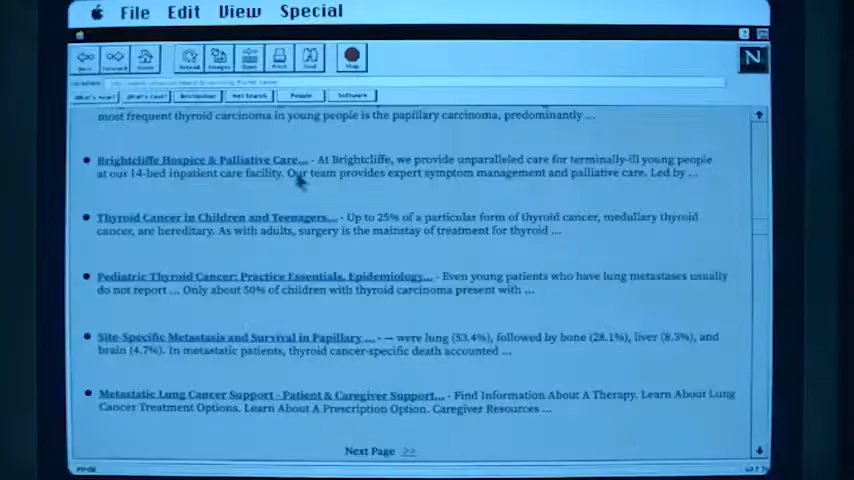 File Edit View Special
N
What's New! What's Cool! Net Search People Software
most frequent thyroid carcinoma in young people is the papillary carcinoma, predominantly ...
Brightcliffe Hospice & Palliative Care... - At Brightcliffe, we provide unparalleled care for terminally-ill young people
at our 14-bed inpatient care facility. Our team provides expert symptom management and palliative care. Led by ...
Thyroid Cancer in Children and Teenagers... - Up to 25% of a particular form of thyroid cancer, medullary thyroid
cancer, are hereditary. As with adults, surgery is the mainstay of treatment for thyroid ...
Pediatric Thyroid Cancer: Practice Essentials, Epidemiology... - Even young patients who have lung metastases usually
do not report ... Only about 50% of children with thyroid carcinoma present with ...
Site-Specific Metastasis and Survival in Papillary ... - — were lung (53.4%), followed by bone (28.1%), liver (8.3%), and
brain (4.7%). In metastatic patients, thyroid cancer-specific death accounted ...
Metastatic Lung Cancer Support - Patient & Caregiver Support... - Find Information About A Therapy. Learn About Lung
Cancer Treatment Options. Learn About A Prescription Option. Caregiver Resources ...
Next Page >>